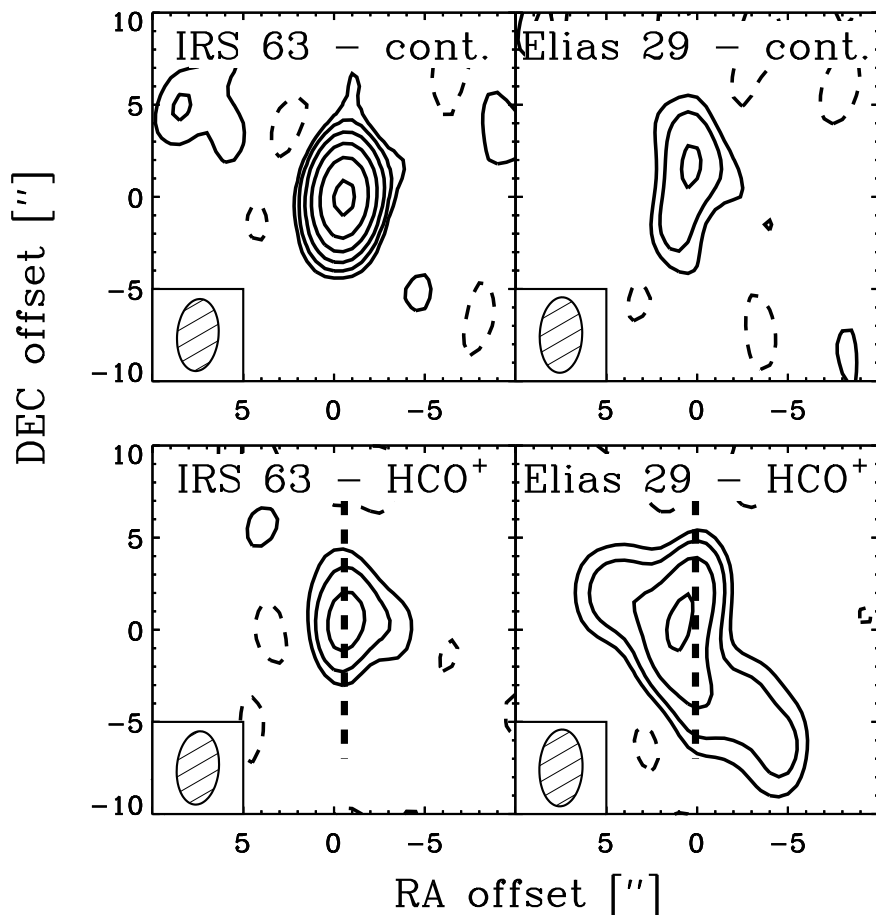 IRS 63 – cont.
Elias 29 – cont.
10
5
0
−5
−10
5 0 −5
5 0 −5
DEC offset ["]
IRS 63 – HCO⁺
Elias 29 – HCO⁺
10
5
0
−5
−10
5 0 −5
5 0 −5
RA offset ["]